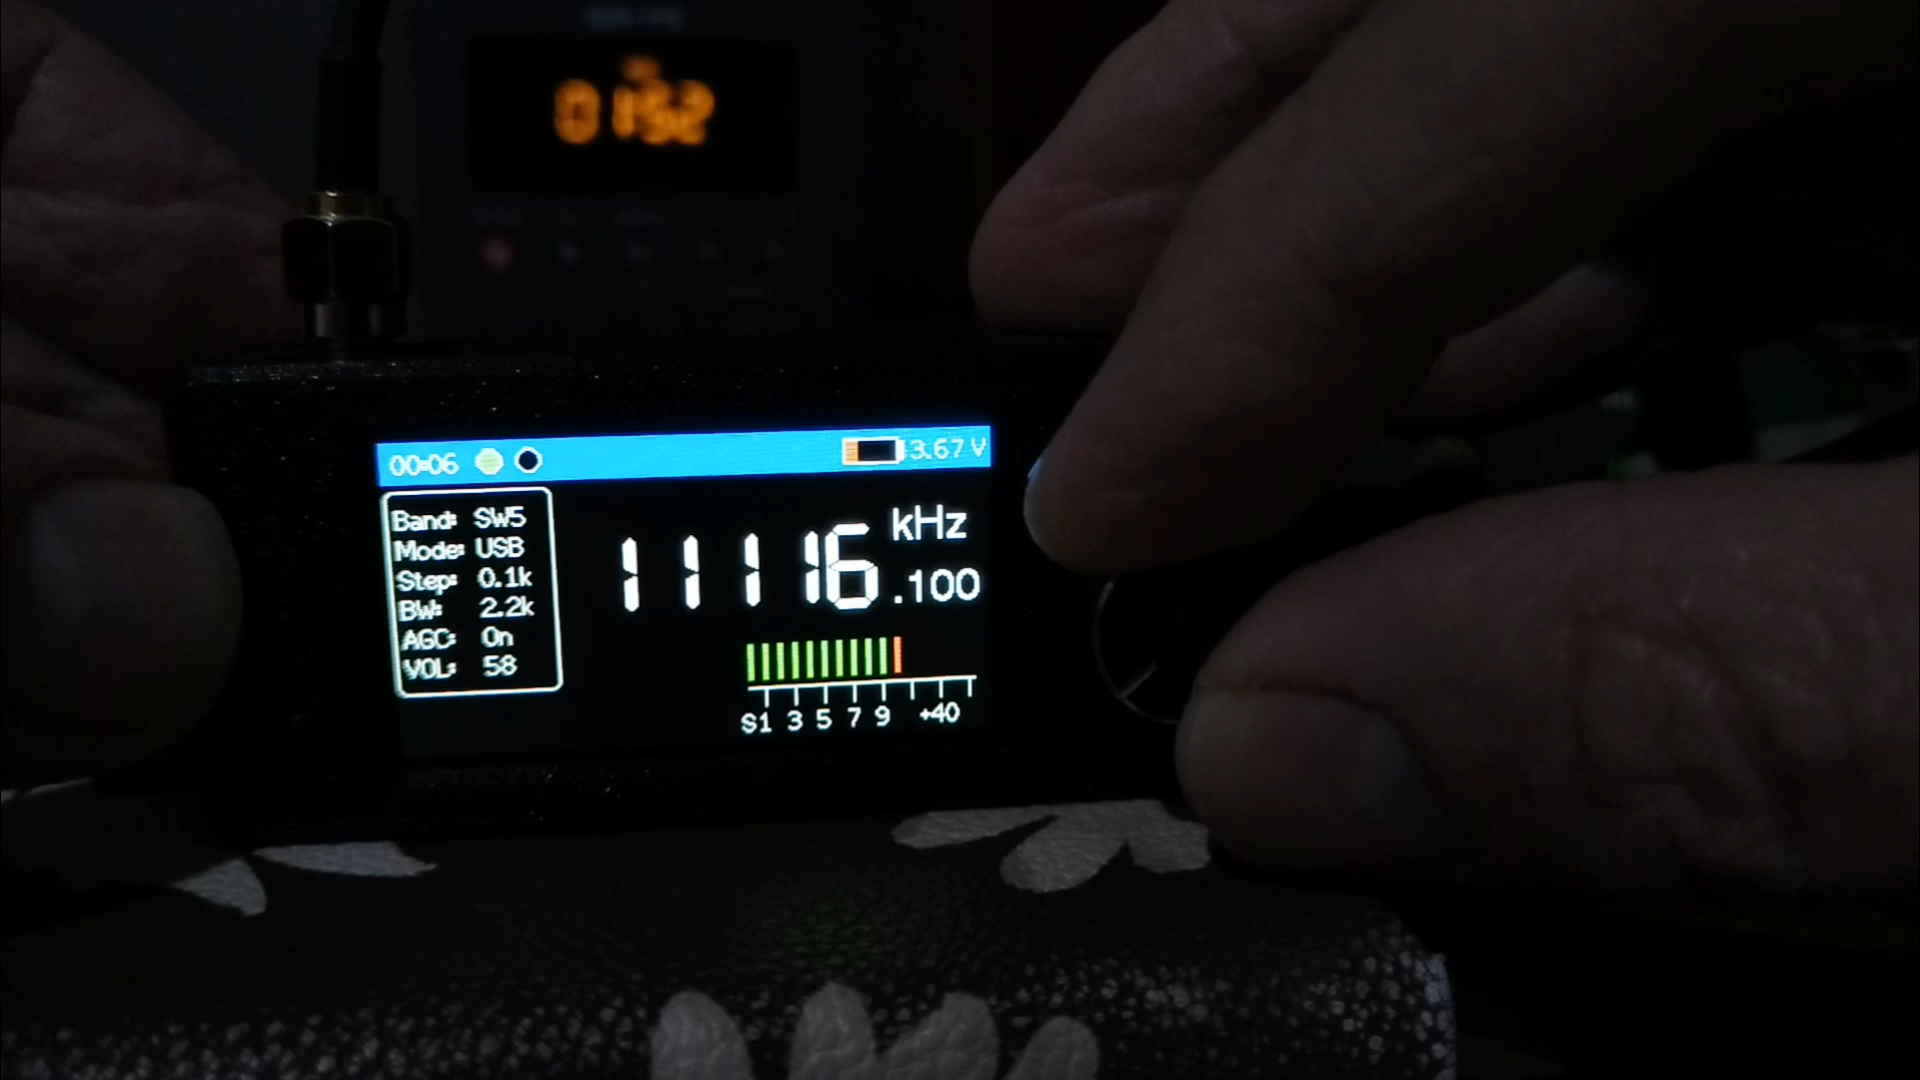 0152
00:06 3.67 V
Band: SW5
Mode: USB
Step: 0.1k
BW: 2.2k
AGC: On
VOL: 58
11116 kHz
.100
S1 3 5 7 9 +40